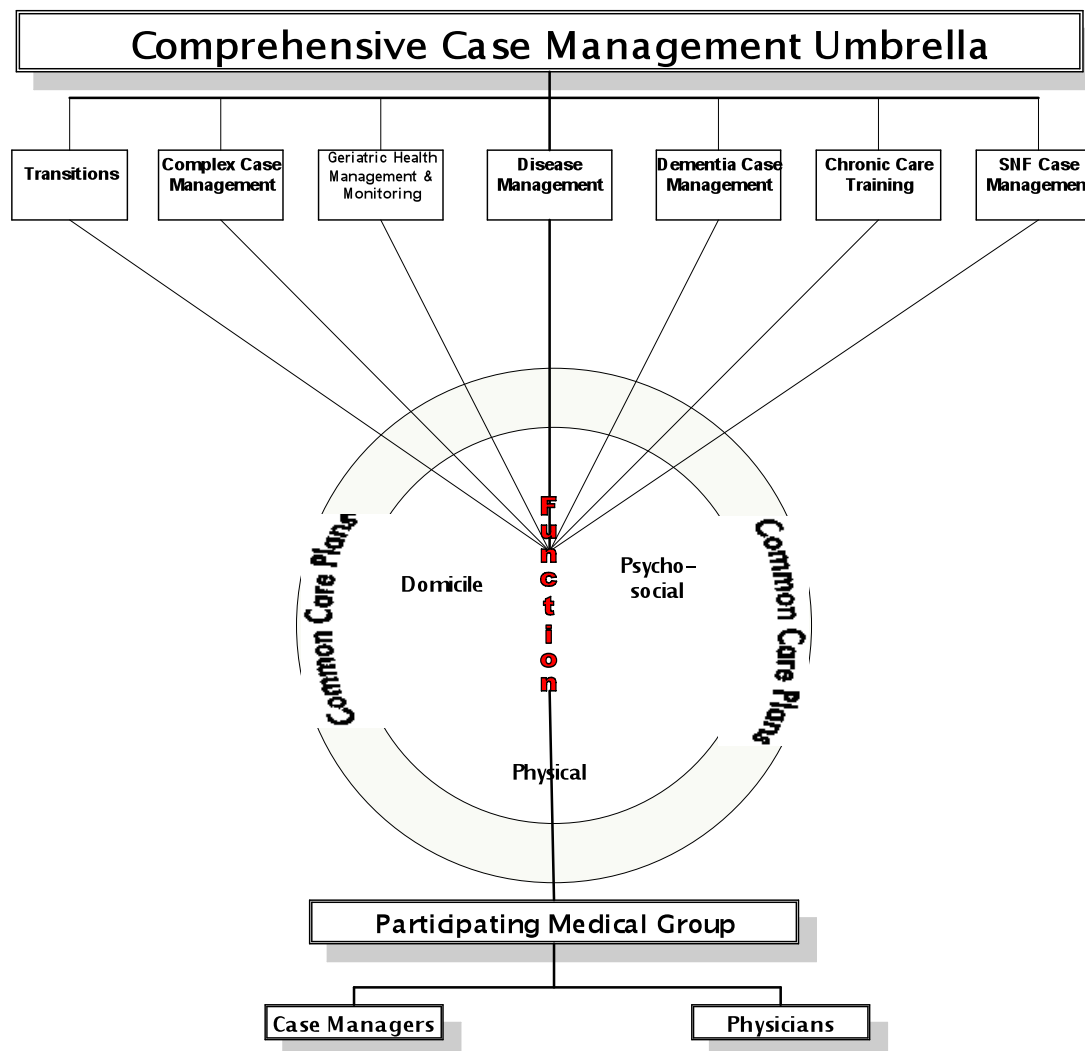 Comprehensive Case Management Umbrella
Transitions
Complex Case
Management
Geriatric Health
Management &
Monitoring
Disease
Management
Dementia Case
Management
Chronic Care
Training
SNF Case
Managemen
Common Care Plans
Domicile
Function
Psycho–
social
Common Care Plans
Physical
Participating Medical Group
Case Managers
Physicians